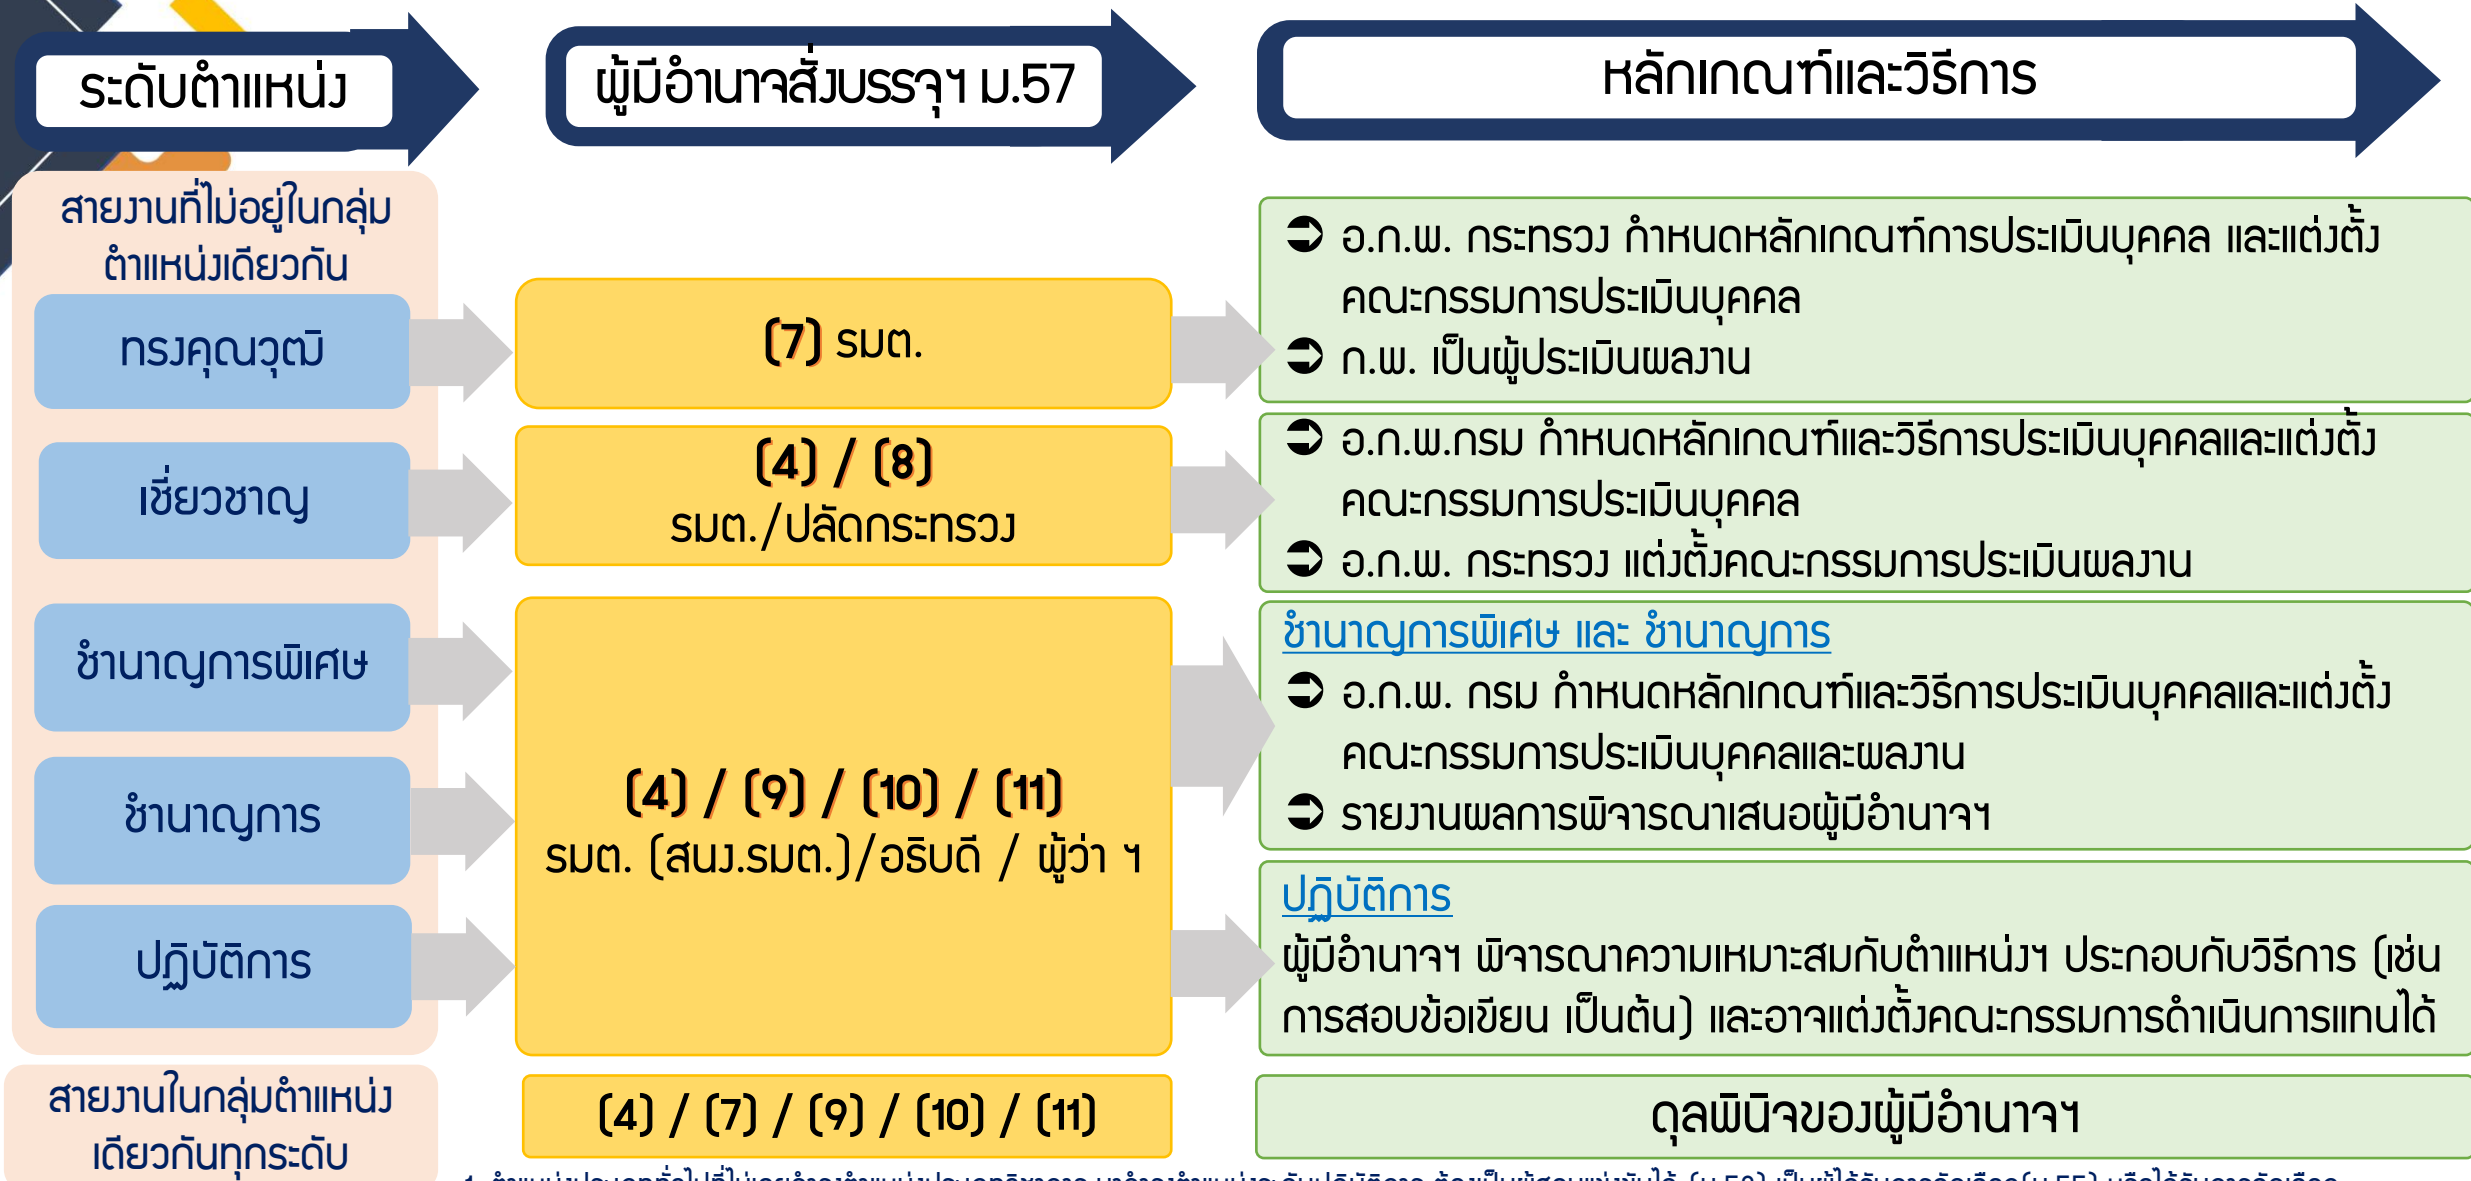 ระดับตำแหน่ง
ผู้มีอำนาจสั่งบรรจุฯ ม.57
หลักเกณฑ์และวิธีการ
สายงานที่ไม่อยู่ในกลุ่ม
ตำแหน่งเดียวกัน
ทรงคุณวุฒิ
(7) รมต.
➲ อ.ก.พ. กระทรวง กำหนดหลักเกณฑ์การประเมินบุคคล และแต่งตั้ง
คณะกรรมการประเมินบุคคล
➲ ก.พ. เป็นผู้ประเมินผลงาน
เชี่ยวชาญ
(4) / (8)
รมต./ปลัดกระทรวง
➲ อ.ก.พ.กรม กำหนดหลักเกณฑ์และวิธีการประเมินบุคคลและแต่งตั้ง
คณะกรรมการประเมินบุคคล
➲ อ.ก.พ. กระทรวง แต่งตั้งคณะกรรมการประเมินผลงาน
ชำนาญการพิเศษ
ชำนาญการ
ปฏิบัติการ
(4) / (9) / (10) / (11)
รมต. (สนง.รมต.)/อธิบดี / ผู้ว่า ฯ
ชำนาญการพิเศษ และ ชำนาญการ
➲ อ.ก.พ. กรม กำหนดหลักเกณฑ์และวิธีการประเมินบุคคลและแต่งตั้ง
คณะกรรมการประเมินบุคคลและผลงาน
➲ รายงานผลการพิจารณาเสนอผู้มีอำนาจฯ
ปฏิบัติการ
ผู้มีอำนาจฯ พิจารณาความเหมาะสมกับตำแหน่งฯ ประกอบกับวิธีการ (เช่น
การสอบข้อเขียน เป็นต้น) และอาจแต่งตั้งคณะกรรมการดำเนินการแทนได้
สายงานในกลุ่มตำแหน่ง
เดียวกันทุกระดับ
(4) / (7) / (9) / (10) / (11)
ดุลพินิจของผู้มีอำนาจฯ